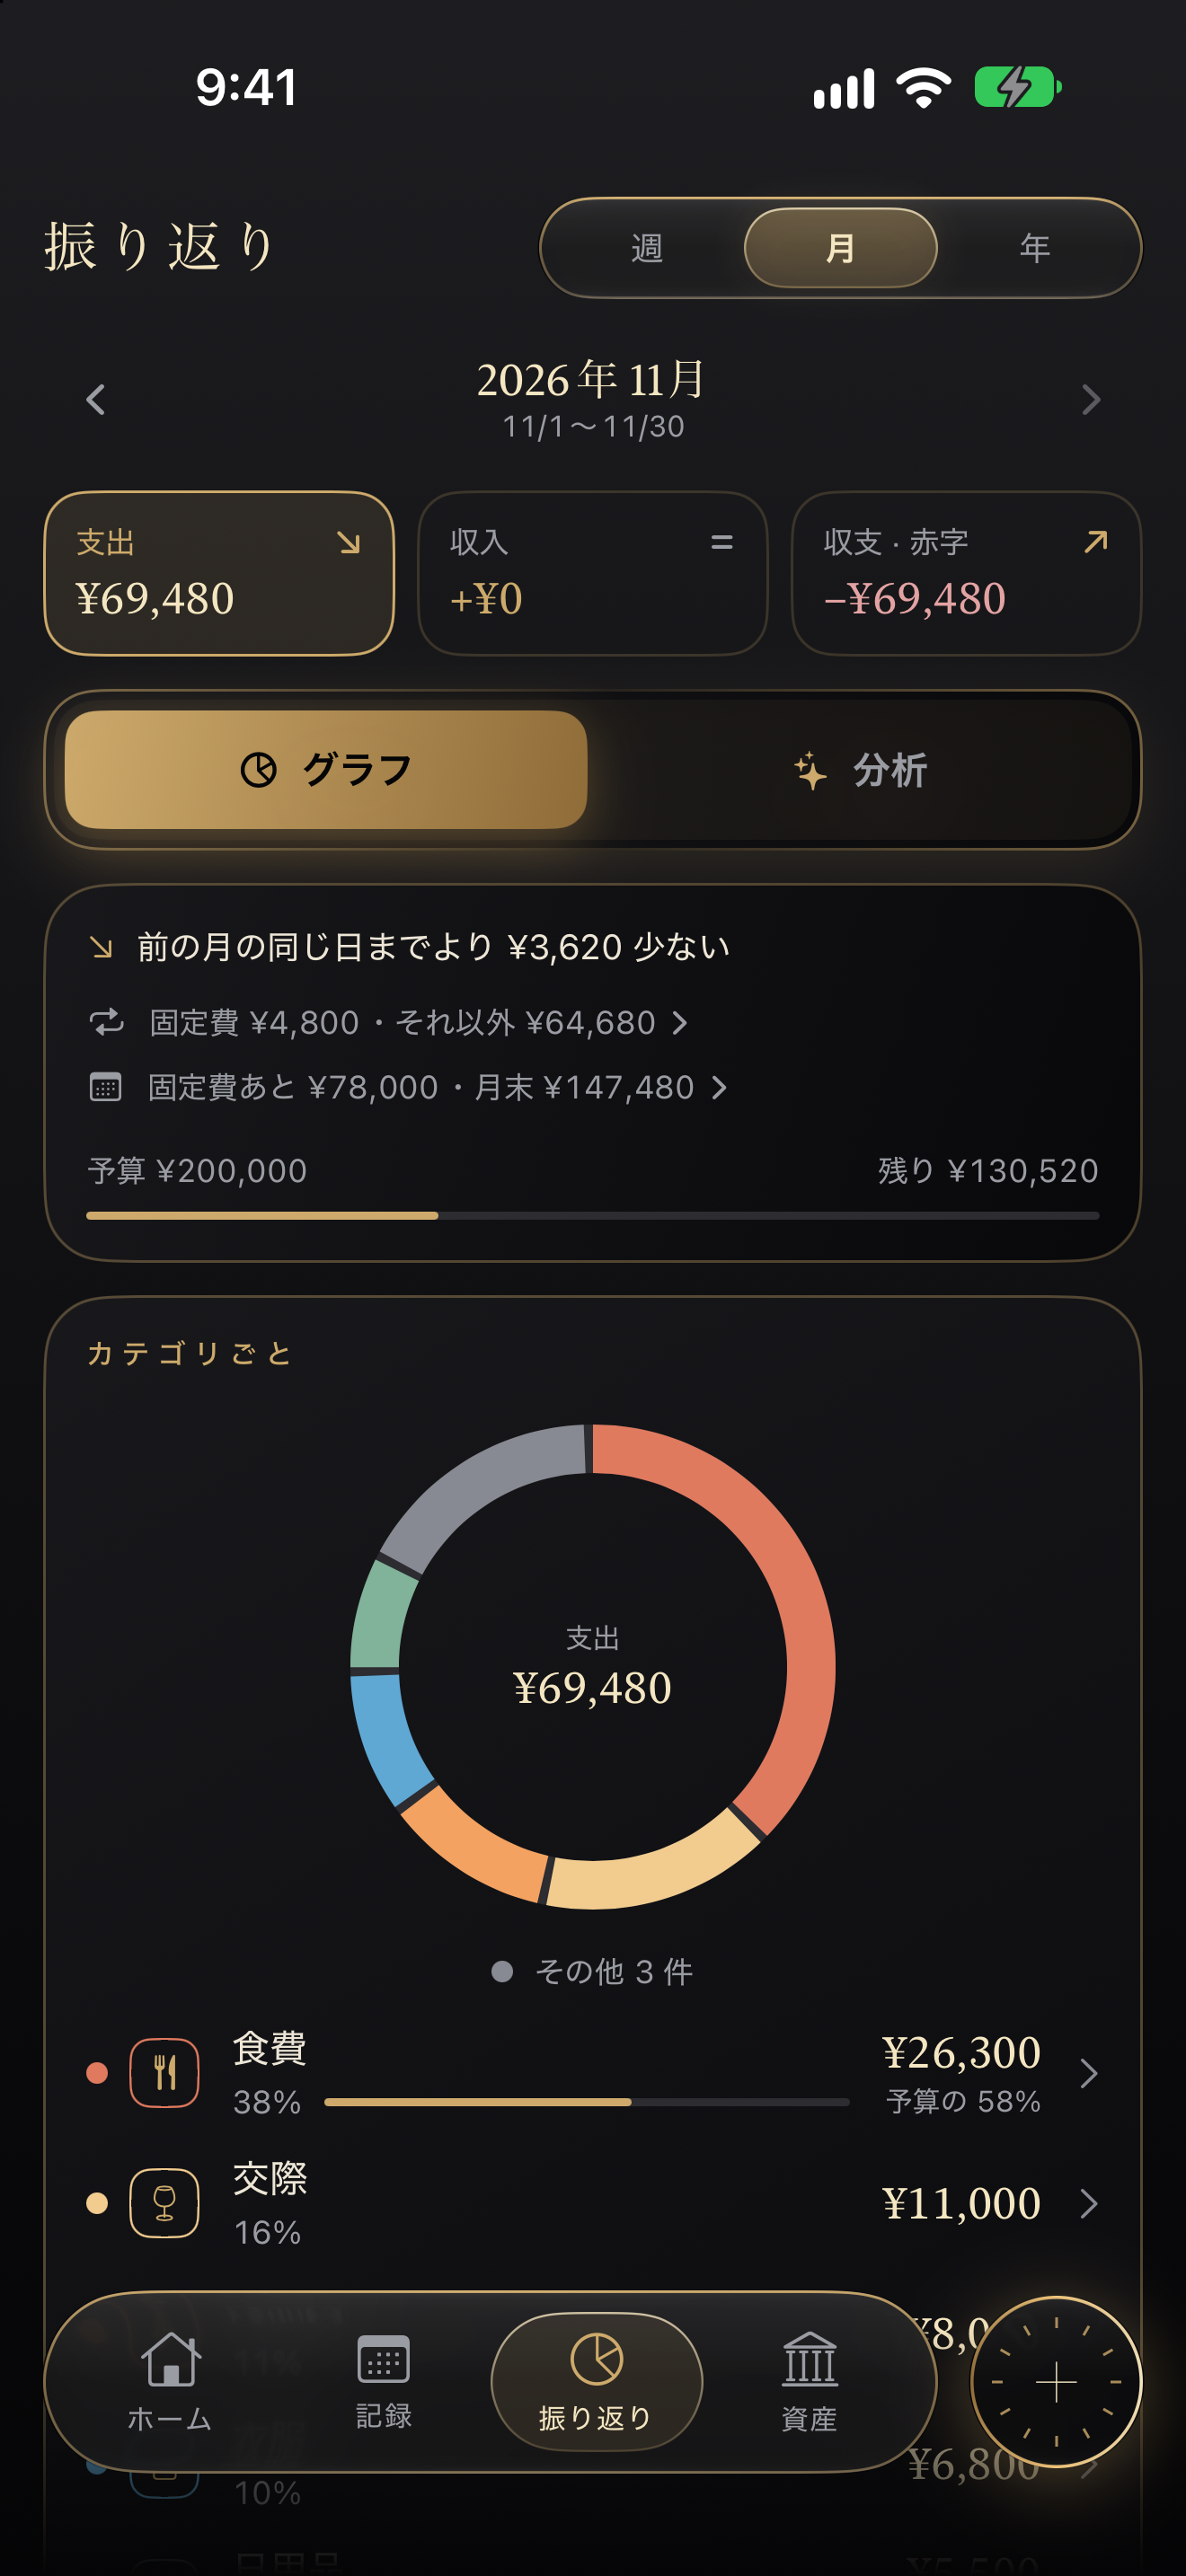 9:41
振り返り
週 月 年
2026年 11月
11/1〜11/30
支出
¥69,480
収入
+¥0
収支・赤字
−¥69,480
グラフ
分析
前の月の同じ日までより ¥3,620 少ない
固定費 ¥4,800・それ以外 ¥64,680
固定費あと ¥78,000・月末 ¥147,480
予算 ¥200,000
残り ¥130,520
カテゴリごと
支出
¥69,480
その他 3 件
食費
38%
¥26,300
予算の 58%
交際
16%
¥11,000
ホーム
記録
振り返り
資産
¥6,800
10%